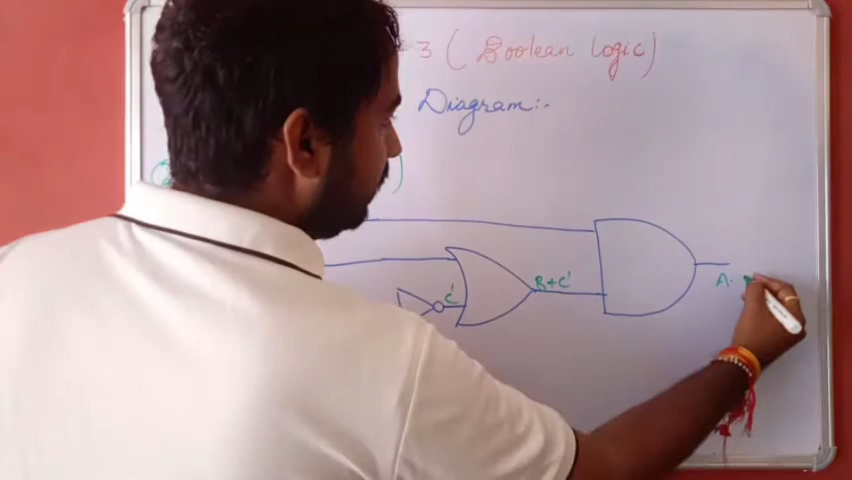 3 ( Boolean logic)
Diagram:-
)
C'
B+C'
A.